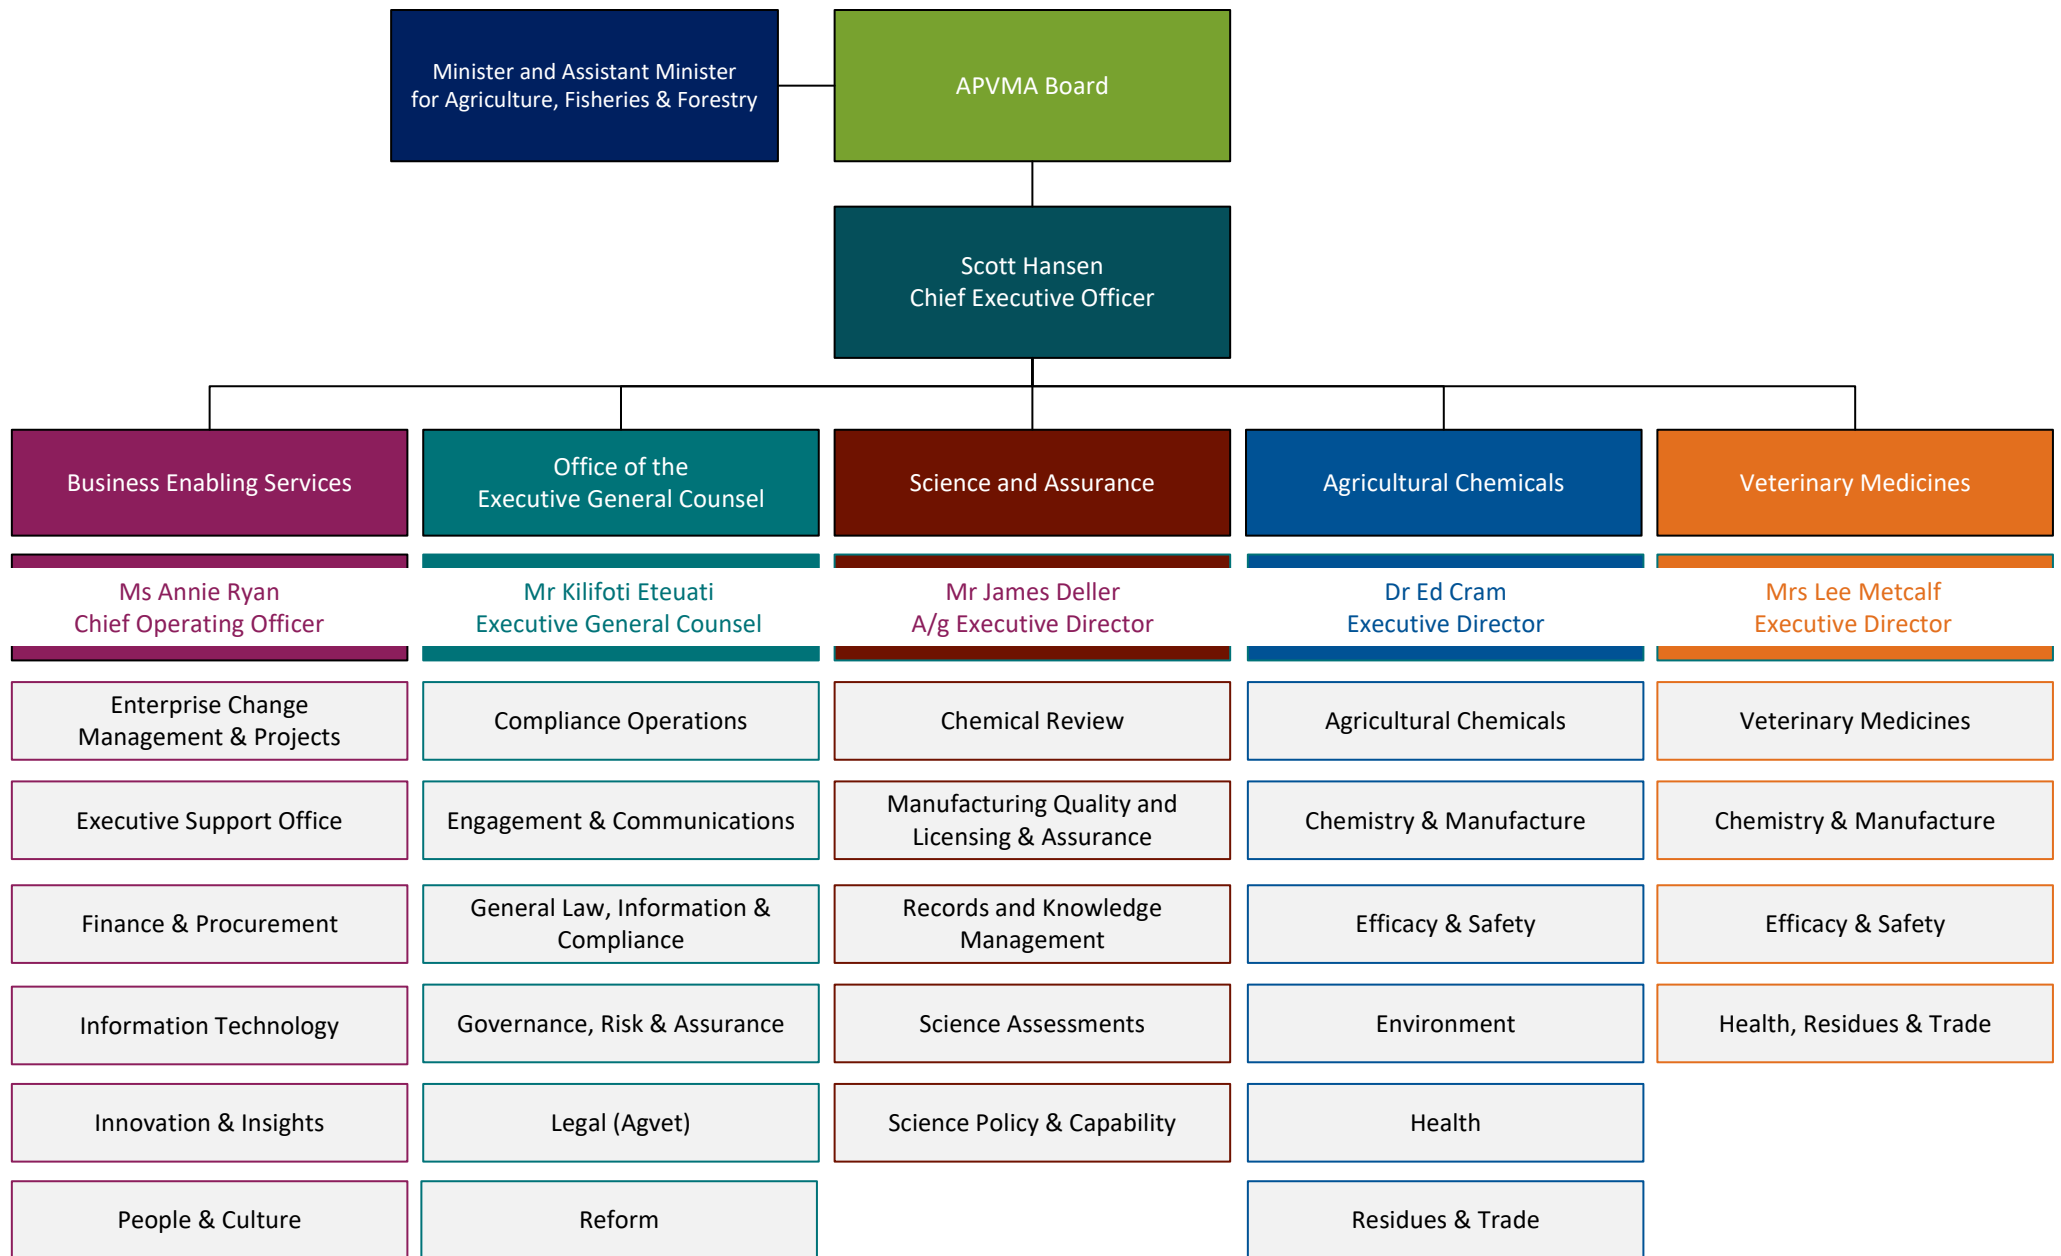 Minister and Assistant Minister
for Agriculture, Fisheries & Forestry
APVMA Board
Scott Hansen
Chief Executive Officer
Business Enabling Services
Office of the
Executive General Counsel
Science and Assurance
Agricultural Chemicals
Veterinary Medicines
Ms Annie Ryan
Chief Operating Officer
Mr Kilifoti Eteuati
Executive General Counsel
Mr James Deller
A/g Executive Director
Dr Ed Cram
Executive Director
Mrs Lee Metcalf
Executive Director
Enterprise Change
Management & Projects
Compliance Operations
Chemical Review
Agricultural Chemicals
Veterinary Medicines
Executive Support Office
Engagement & Communications
Manufacturing Quality and
Licensing & Assurance
Chemistry & Manufacture
Chemistry & Manufacture
Finance & Procurement
General Law, Information &
Compliance
Records and Knowledge
Management
Efficacy & Safety
Efficacy & Safety
Information Technology
Governance, Risk & Assurance
Science Assessments
Environment
Health, Residues & Trade
Innovation & Insights
Legal (Agvet)
Science Policy & Capability
Health
People & Culture
Reform
Residues & Trade